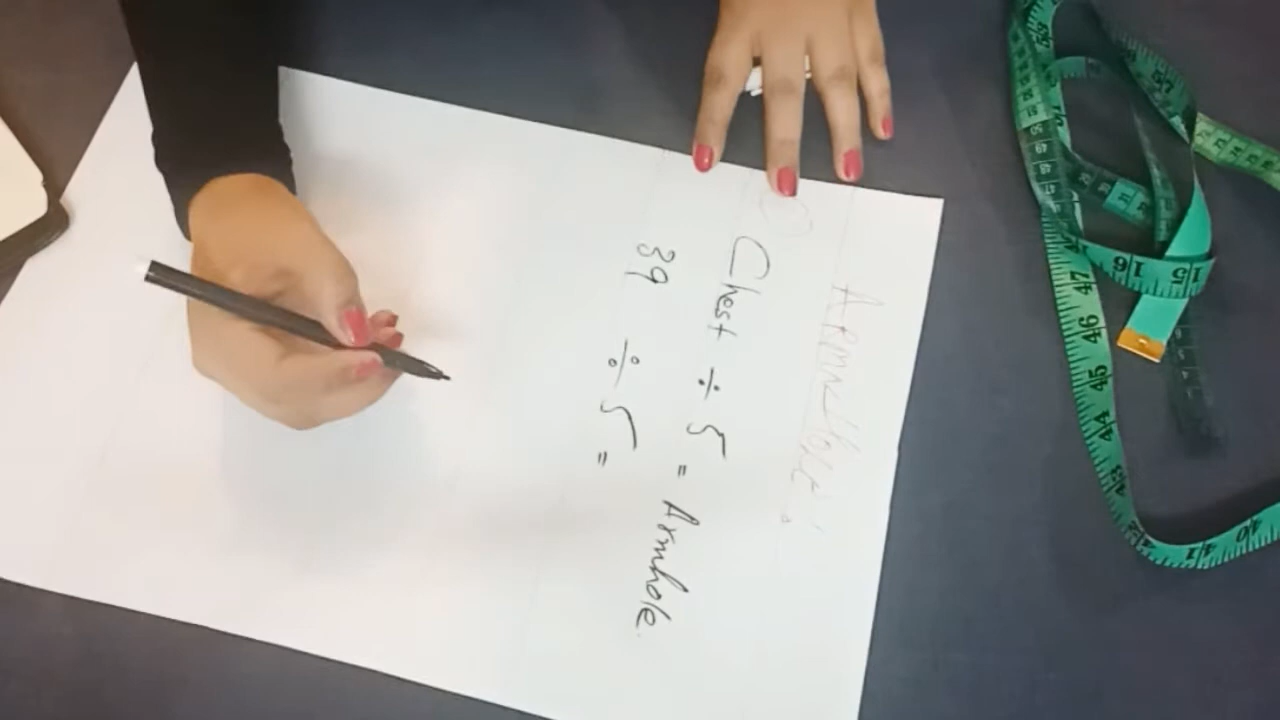 Armhole:
Chest ÷ 5 = Armhole.
39 ÷ 5 =